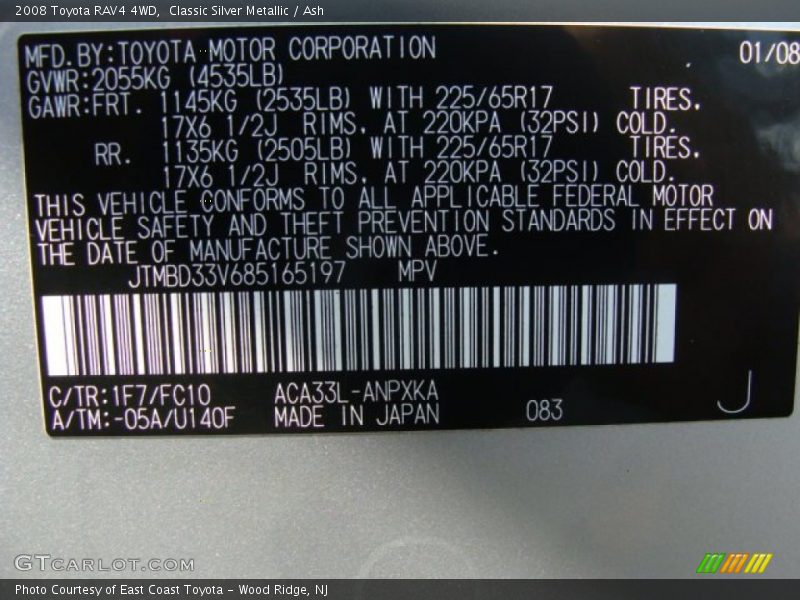 2008 Toyota RAV4 4WD,  Classic Silver Metallic / Ash
MFD.BY:TOYOTA MOTOR CORPORATION 01/08
GVWR:2055KG (4535LB)
GAWR:FRT. 1145KG (2535LB) WITH 225/65R17 TIRES.
17X6 1/2J RIMS, AT 220KPA (32PSI) COLD.
RR. 1135KG (2505LB) WITH 225/65R17 TIRES.
17X6 1/2J RIMS, AT 220KPA (32PSI) COLD.
THIS VEHICLE CONFORMS TO ALL APPLICABLE FEDERAL MOTOR
VEHICLE SAFETY AND THEFT PREVENTION STANDARDS IN EFFECT ON
THE DATE OF MANUFACTURE SHOWN ABOVE.
JTMBD33V685165197 MPV
C/TR:1F7/FC10 ACA33L-ANPXKA
A/TM:-05A/U140F MADE IN JAPAN 083 J
GTCARLOT.COM
Photo Courtesy of East Coast Toyota - Wood Ridge, NJ